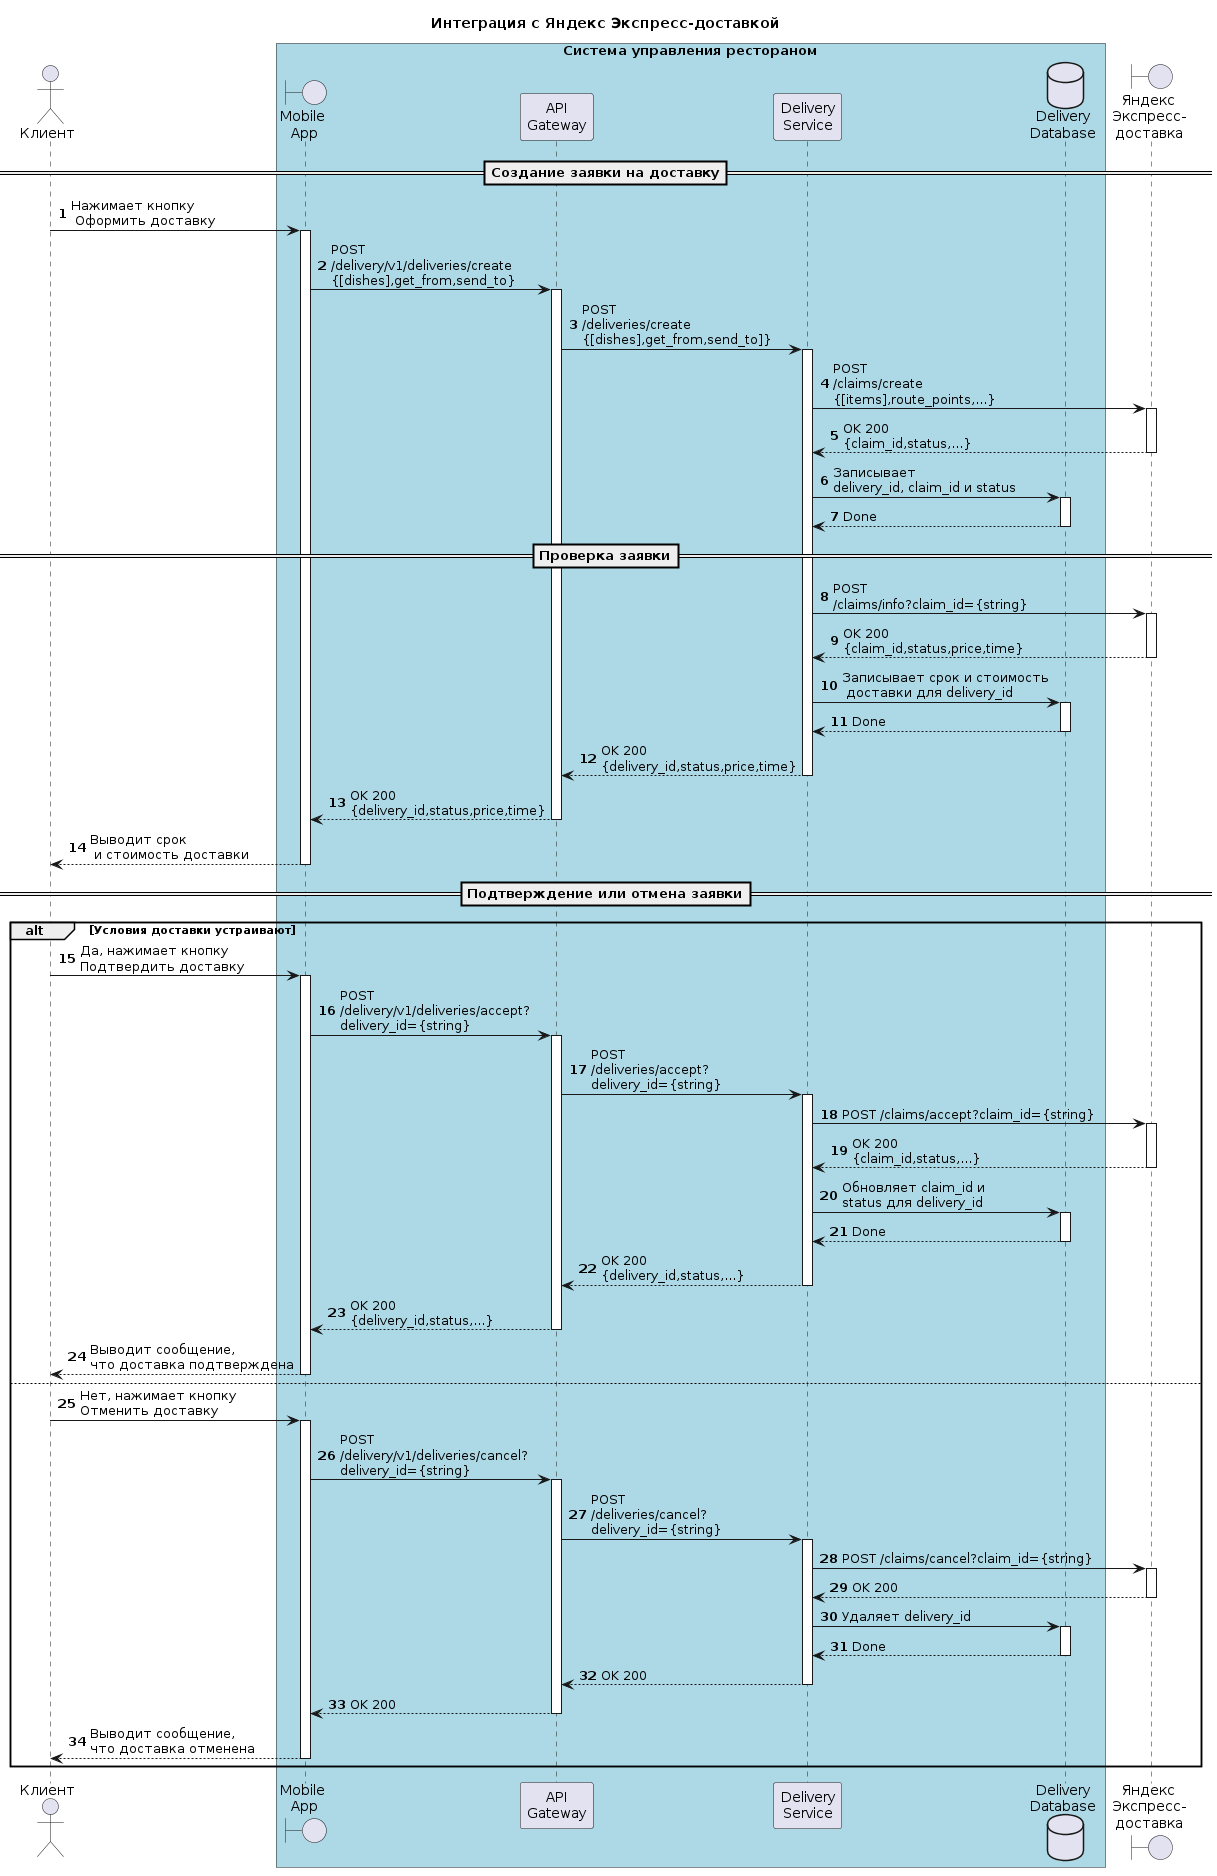 Интеграция с Яндекс Экспресс-доставкой
Система управления рестораном
Клиент
Mobile
App
API
Gateway
Delivery
Service
Delivery
Database
Яндекс
Экспресс-
доставка
Создание заявки на доставку
1 Нажимает кнопку
Оформить доставку
POST
2 /delivery/v1/deliveries/create
{[dishes],get_from,send_to}
POST
3 /deliveries/create
{[dishes],get_from,send_to]}
POST
4 /claims/create
{[items],route_points,...}
5 OK 200
{claim_id,status,...}
6 Записывает
delivery_id, claim_id и status
7 Done
Проверка заявки
8 POST
/claims/info?claim_id={string}
9 OK 200
{claim_id,status,price,time}
10 Записывает срок и стоимость
доставки для delivery_id
11 Done
12 OK 200
{delivery_id,status,price,time}
13 OK 200
{delivery_id,status,price,time}
14 Выводит срок
и стоимость доставки
Подтверждение или отмена заявки
alt [Условия доставки устраивают]
15 Да, нажимает кнопку
Подтвердить доставку
POST
16 /delivery/v1/deliveries/accept?
delivery_id={string}
POST
17 /deliveries/accept?
delivery_id={string}
18 POST /claims/accept?claim_id={string}
19 OK 200
{claim_id,status,...}
20 Обновляет claim_id и
status для delivery_id
21 Done
22 OK 200
{delivery_id,status,...}
23 OK 200
{delivery_id,status,...}
24 Выводит сообщение,
что доставка подтверждена
25 Нет, нажимает кнопку
Отменить доставку
POST
26 /delivery/v1/deliveries/cancel?
delivery_id={string}
POST
27 /deliveries/cancel?
delivery_id={string}
28 POST /claims/cancel?claim_id={string}
29 OK 200
30 Удаляет delivery_id
31 Done
32 OK 200
33 OK 200
34 Выводит сообщение,
что доставка отменена
Клиент
Mobile
App
API
Gateway
Delivery
Service
Delivery
Database
Яндекс
Экспресс-
доставка